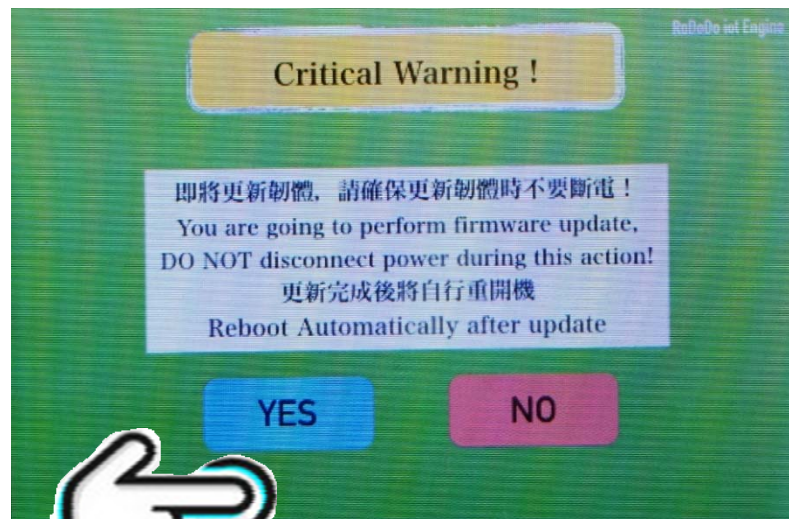 RaDoDo iot Engine
Critical Warning !
即將更新韌體，請確保更新韌體時不要斷電！
You are going to perform firmware update,
DO NOT disconnect power during this action!
更新完成後將自行重開機
Reboot Automatically after update
YES NO